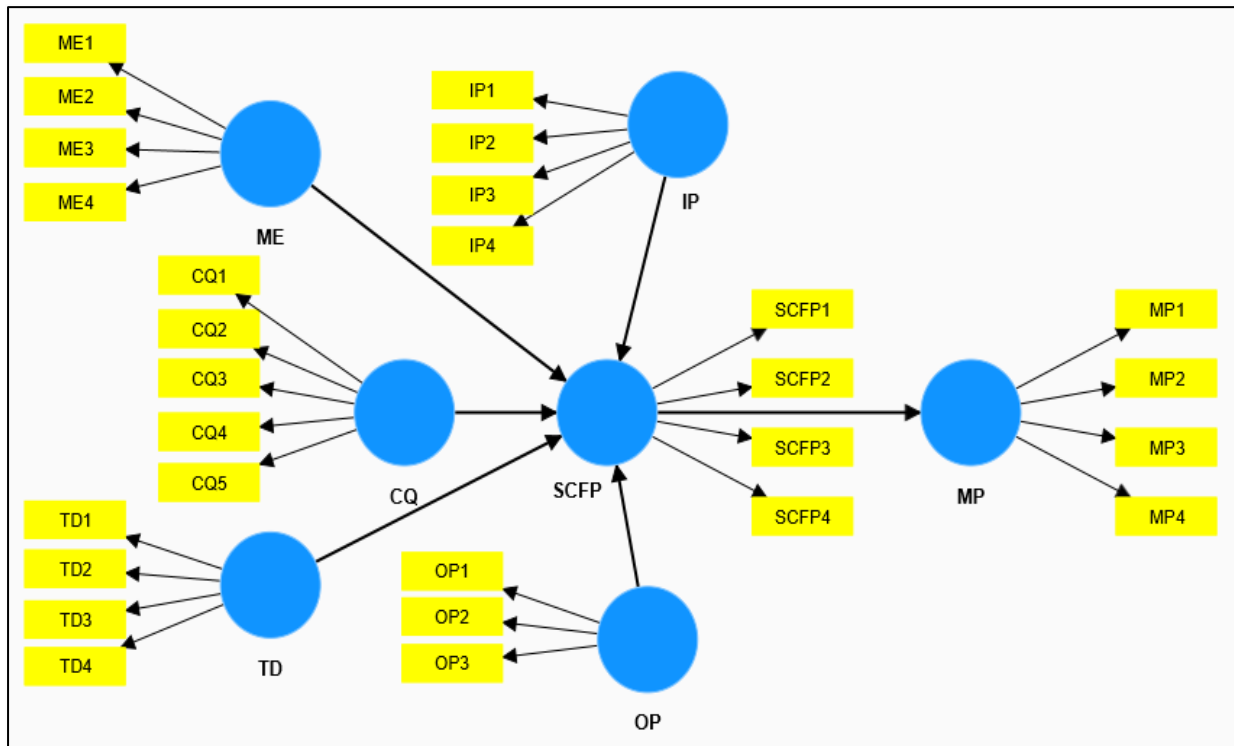 ME1
ME2
ME3
ME4
ME
IP1
IP2
IP3
IP4
IP
CQ1
CQ2
CQ3
CQ4
CQ5
CQ
SCFP1
SCFP2
SCFP3
SCFP4
SCFP
MP1
MP2
MP3
MP4
MP
TD1
TD2
TD3
TD4
TD
OP1
OP2
OP3
OP